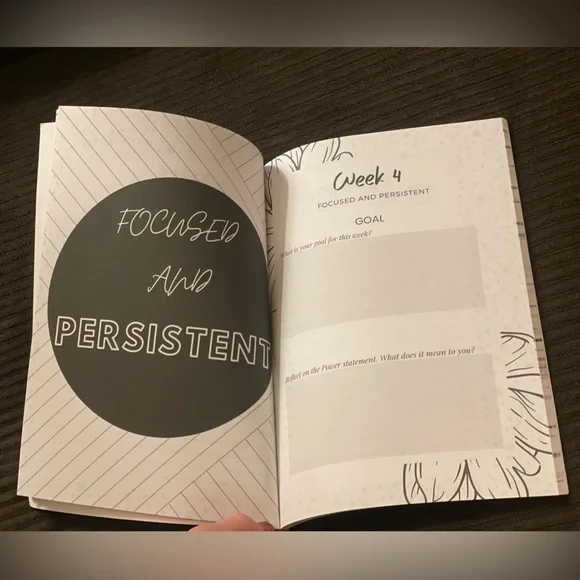 FOCUSED
AND
PERSISTENT
Week 4
FOCUSED AND PERSISTENT
GOAL
What is your goal for this week?
Reflect on the Power statement. What does it mean to you?